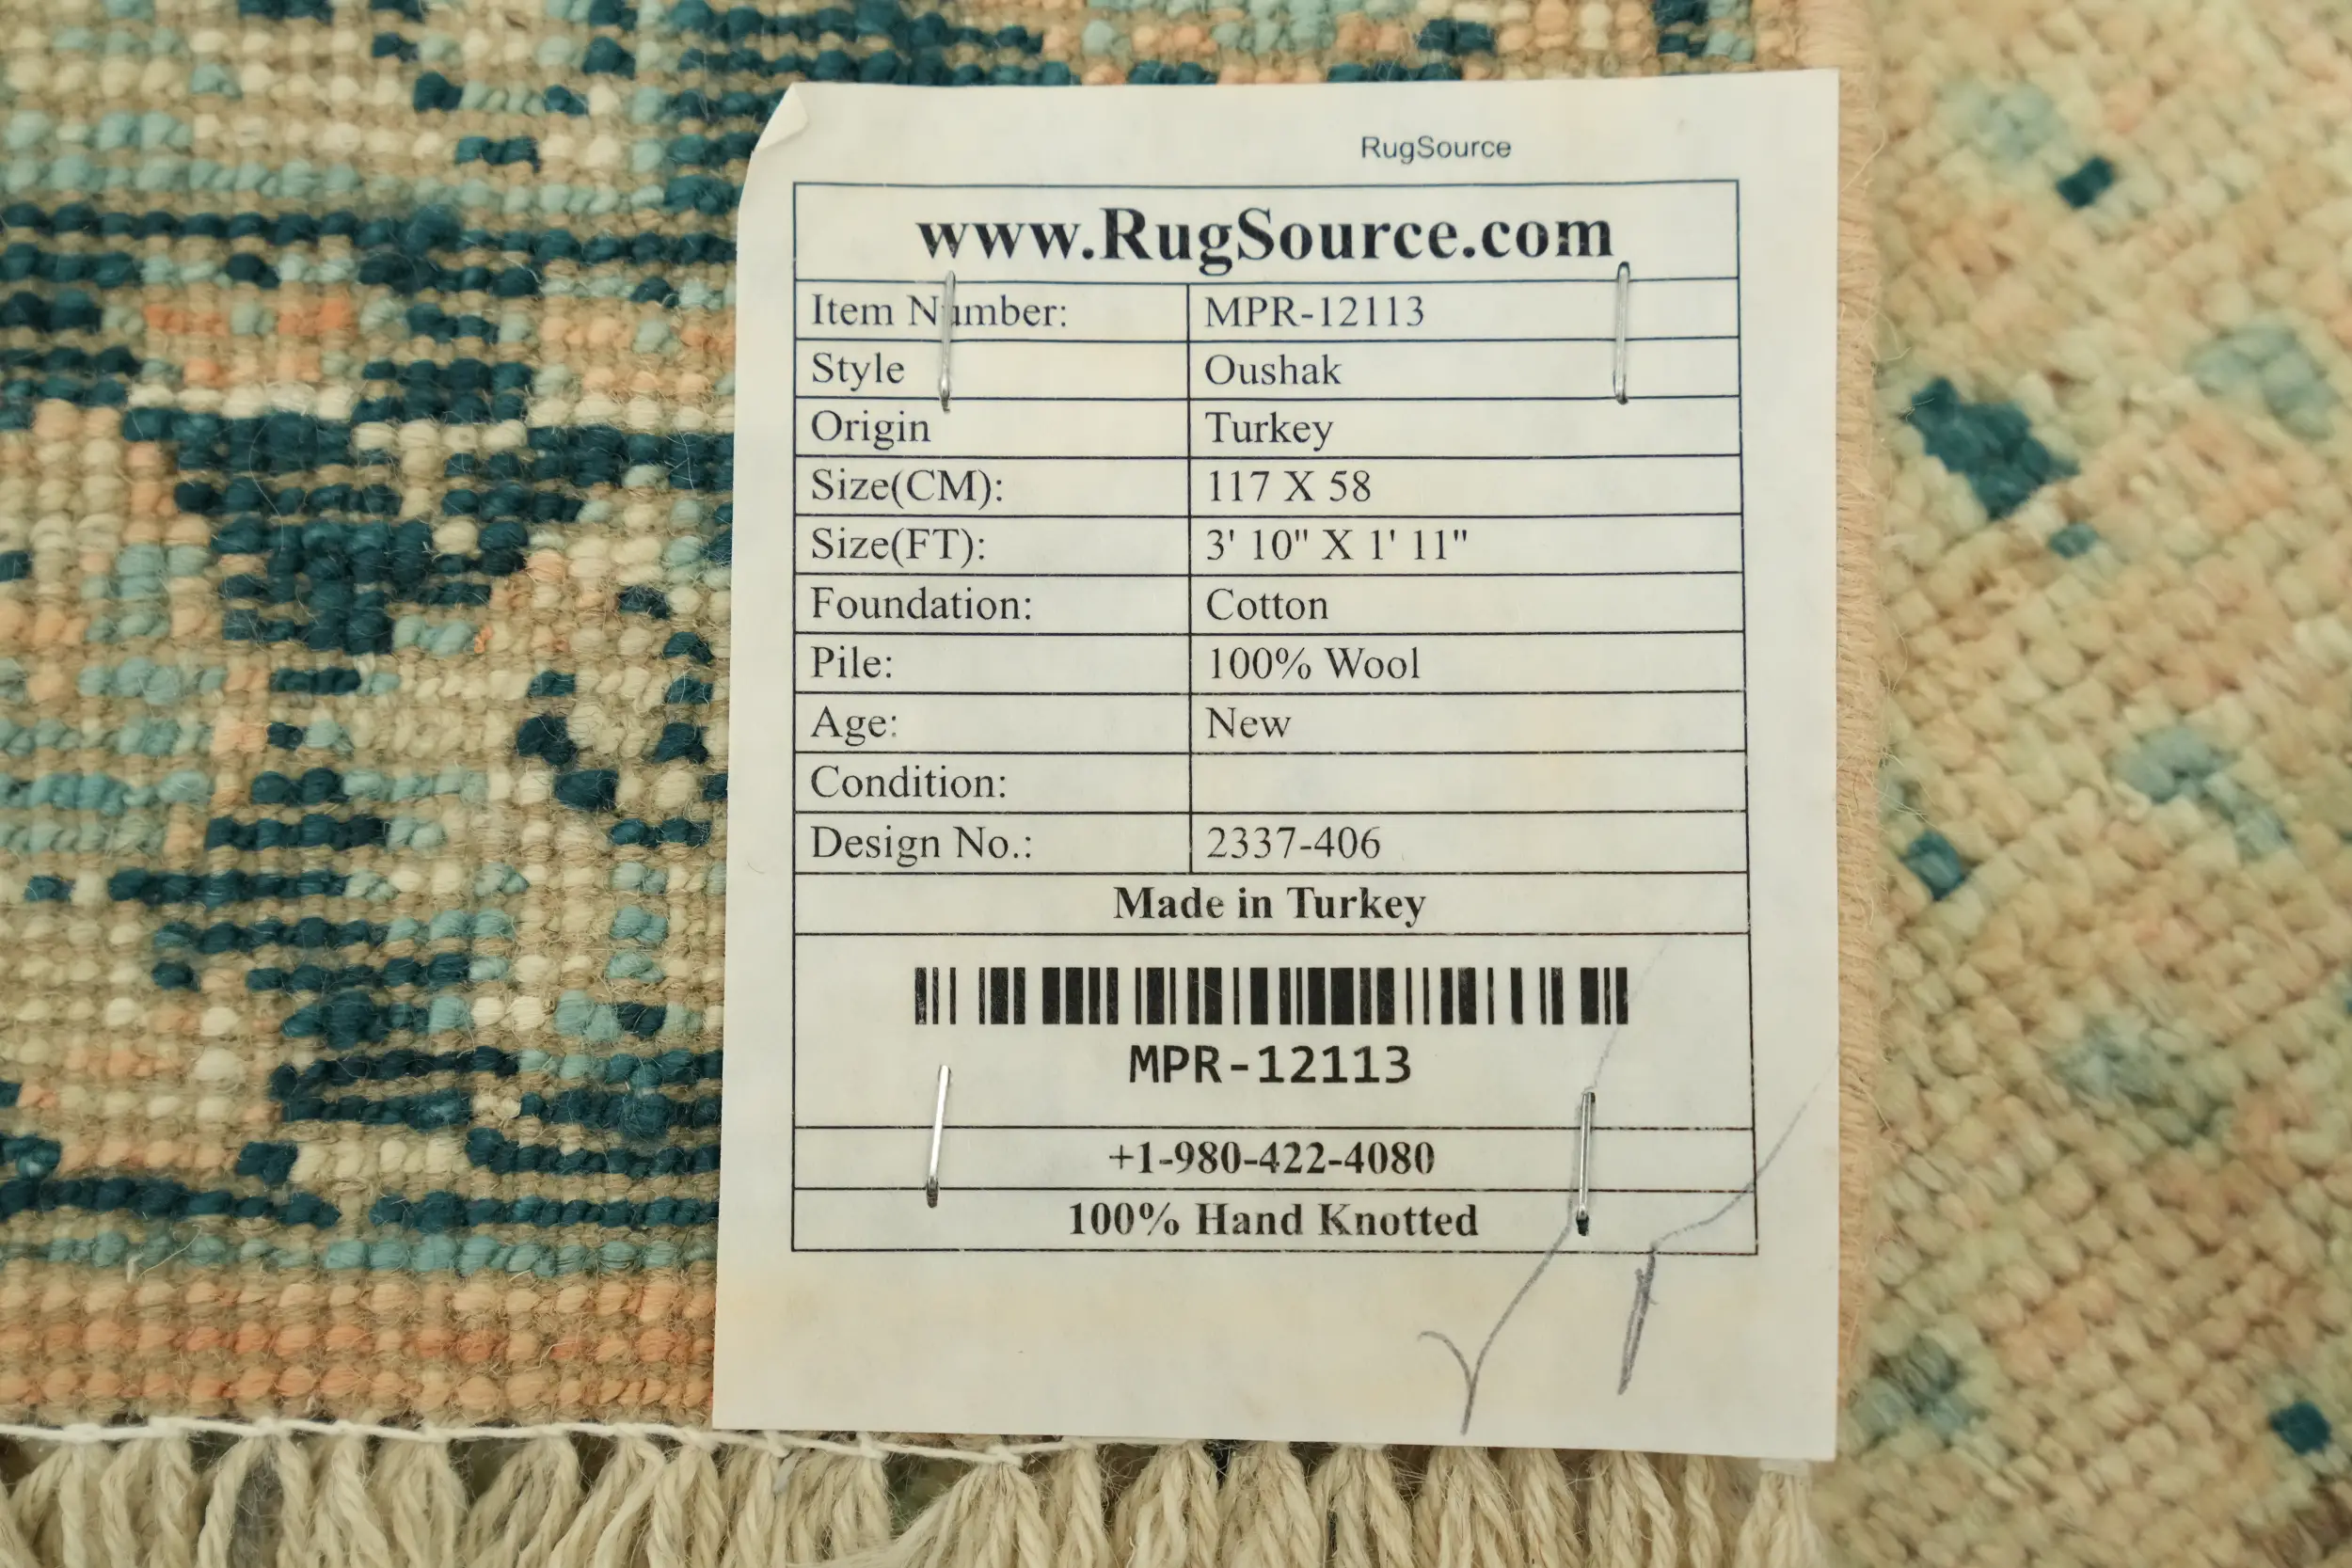 RugSource
www.RugSource.com
Item Number: MPR-12113
Style Oushak
Origin Turkey
Size(CM): 117 X 58
Size(FT): 3' 10" X 1' 11"
Foundation: Cotton
Pile: 100% Wool
Age: New
Condition:
Design No.: 2337-406
Made in Turkey
MPR-12113
+1-980-422-4080
100% Hand Knotted